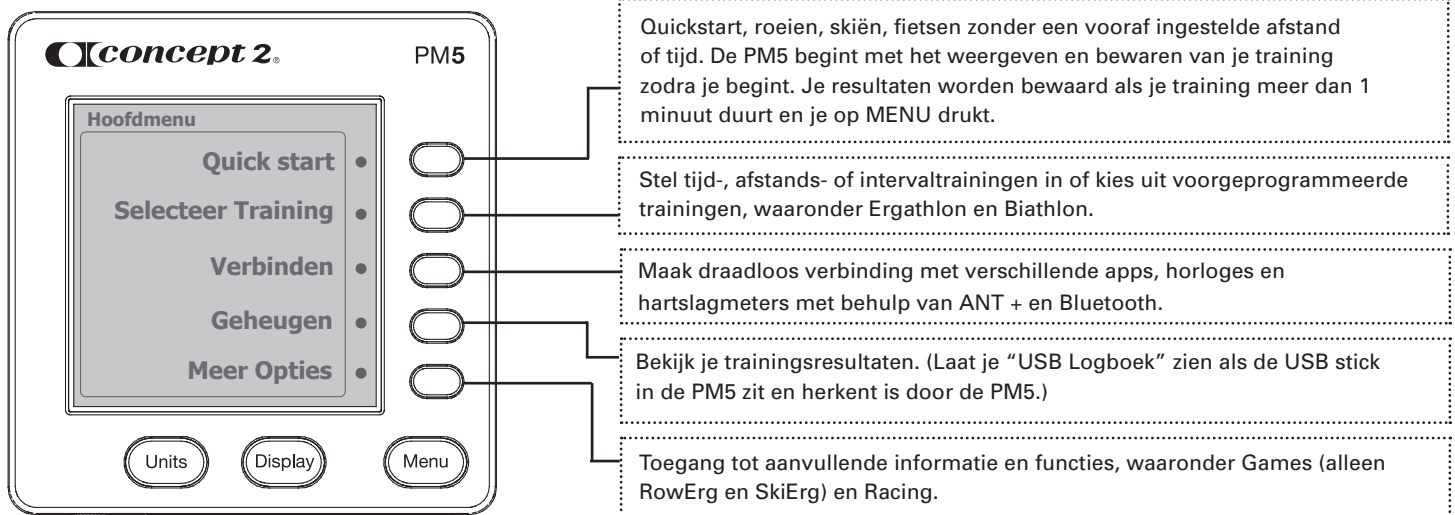 concept 2®
PM5
Hoofdmenu
Quick start
Selecteer Training
Verbinden
Geheugen
Meer Opties
Units
Display
Menu
Quickstart, roeien, skiën, fietsen zonder een vooraf ingestelde afstand
of tijd. De PM5 begint met het weergeven en bewaren van je training
zodra je begint. Je resultaten worden bewaard als je training meer dan 1
minuut duurt en je op MENU drukt.
Stel tijd-, afstands- of intervaltrainingen in of kies uit voorgeprogrammeerde
trainingen, waaronder Ergathlon en Biathlon.
Maak draadloos verbinding met verschillende apps, horloges en
hartslagmeters met behulp van ANT + en Bluetooth.
Bekijk je trainingsresultaten. (Laat je “USB Logboek” zien als de USB stick
in de PM5 zit en herkent is door de PM5.)
Toegang tot aanvullende informatie en functies, waaronder Games (alleen
RowErg en SkiErg) en Racing.